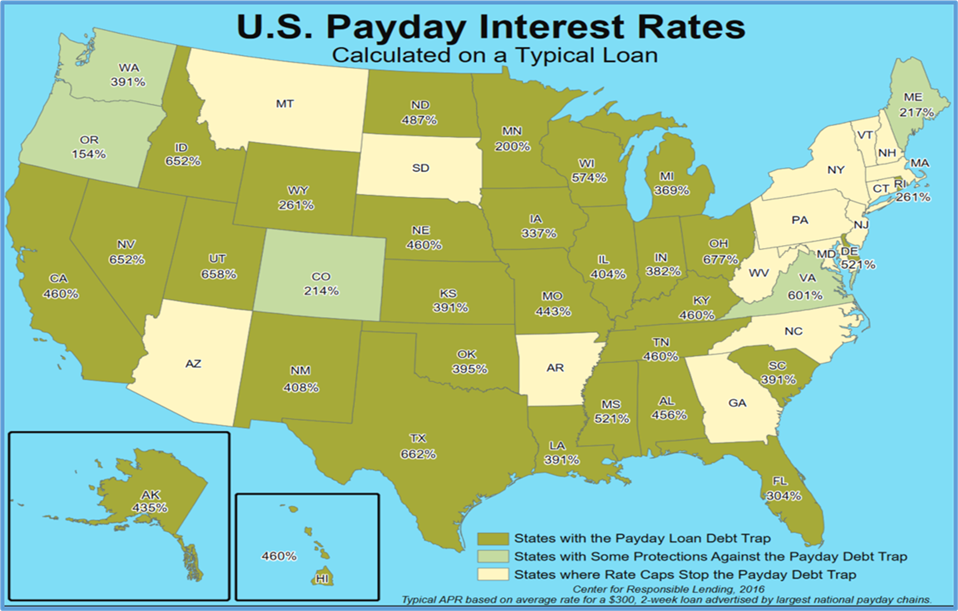 U.S. Payday Interest Rates
Calculated on a Typical Loan
WA
391%
OR
154%
ID
652%
MT
ND
487%
MN
200%
SD
WI
574%
MI
369%
ME
217%
VT
NH
NY
MA
CT
RI
261%
WY
261%
NE
460%
IA
337%
PA
NJ
NV
652%
UT
658%
CO
214%
CA
460%
KS
391%
MO
443%
IL
404%
IN
382%
OH
677%
WV
MD
DE
521%
VA
601%
KY
460%
NC
TN
460%
SC
391%
AZ
NM
408%
OK
395%
AR
MS
521%
AL
456%
GA
TX
662%
LA
391%
FL
304%
AK
435%
460%
HI
States with the Payday Loan Debt Trap
States with Some Protections Against the Payday Debt Trap
States where Rate Caps Stop the Payday Debt Trap
Center for Responsible Lending, 2016
Typical APR based on average rate for a $300, 2-week loan advertised by largest national payday chains.